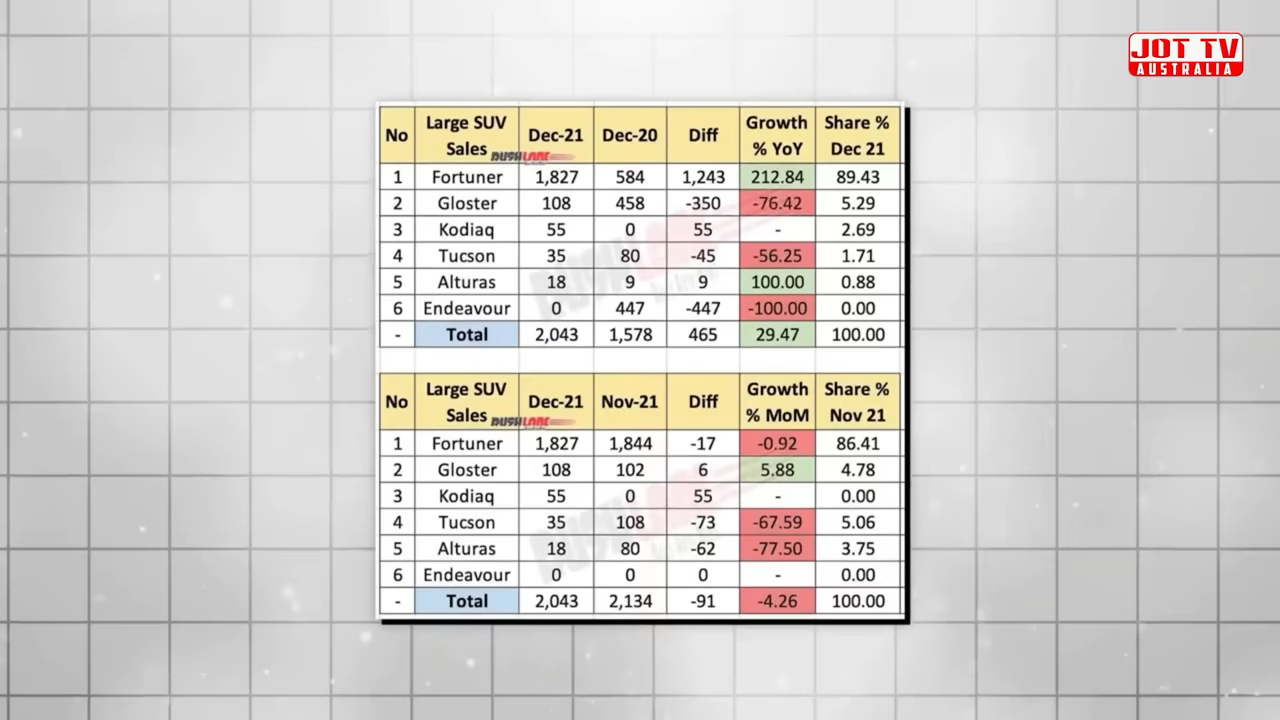 JOT TV
AUSTRALIA
No Large SUV Sales Dec-21 Dec-20 Diff Growth % YoY Share % Dec 21
RUSHLANE
1 Fortuner 1,827 584 1,243 212.84 89.43
2 Gloster 108 458 -350 -76.42 5.29
3 Kodiaq 55 0 55 - 2.69
4 Tucson 35 80 -45 -56.25 1.71
5 Alturas 18 9 9 100.00 0.88
6 Endeavour 0 447 -447 -100.00 0.00
- Total 2,043 1,578 465 29.47 100.00
No Large SUV Sales Dec-21 Nov-21 Diff Growth % MoM Share % Nov 21
RUSHLANE
1 Fortuner 1,827 1,844 -17 -0.92 86.41
2 Gloster 108 102 6 5.88 4.78
3 Kodiaq 55 0 55 - 0.00
4 Tucson 35 108 -73 -67.59 5.06
5 Alturas 18 80 -62 -77.50 3.75
6 Endeavour 0 0 0 - 0.00
- Total 2,043 2,134 -91 -4.26 100.00